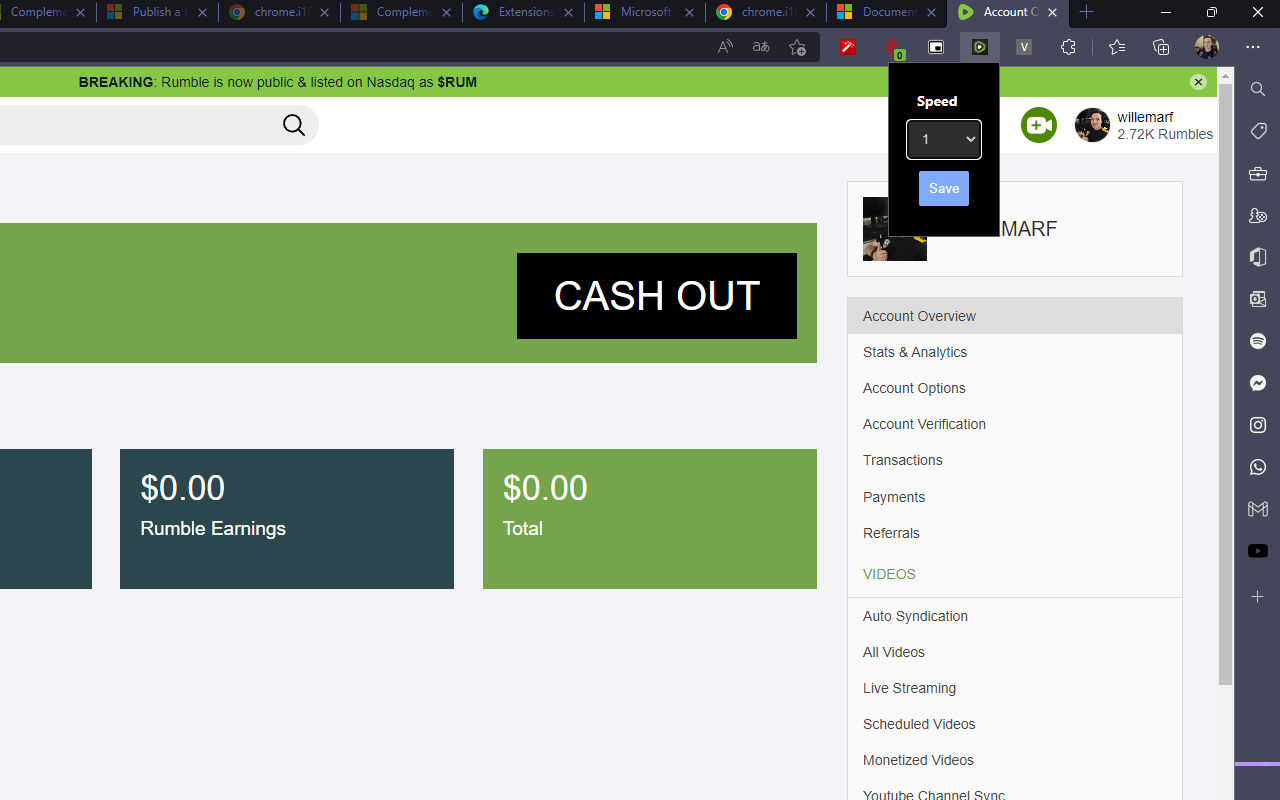 Compleme
Publish a
chrome.i18
Compleme
Extensions
Microsoft
chrome.i18
Document
Account O
BREAKING: Rumble is now public & listed on Nasdaq as $RUM
0
V
Speed
1
Save
willemarf
2.72K Rumbles
MARF
CASH OUT
$0.00
Rumble Earnings
$0.00
Total
Account Overview
Stats & Analytics
Account Options
Account Verification
Transactions
Payments
Referrals
VIDEOS
Auto Syndication
All Videos
Live Streaming
Scheduled Videos
Monetized Videos
Youtube Channel Sync